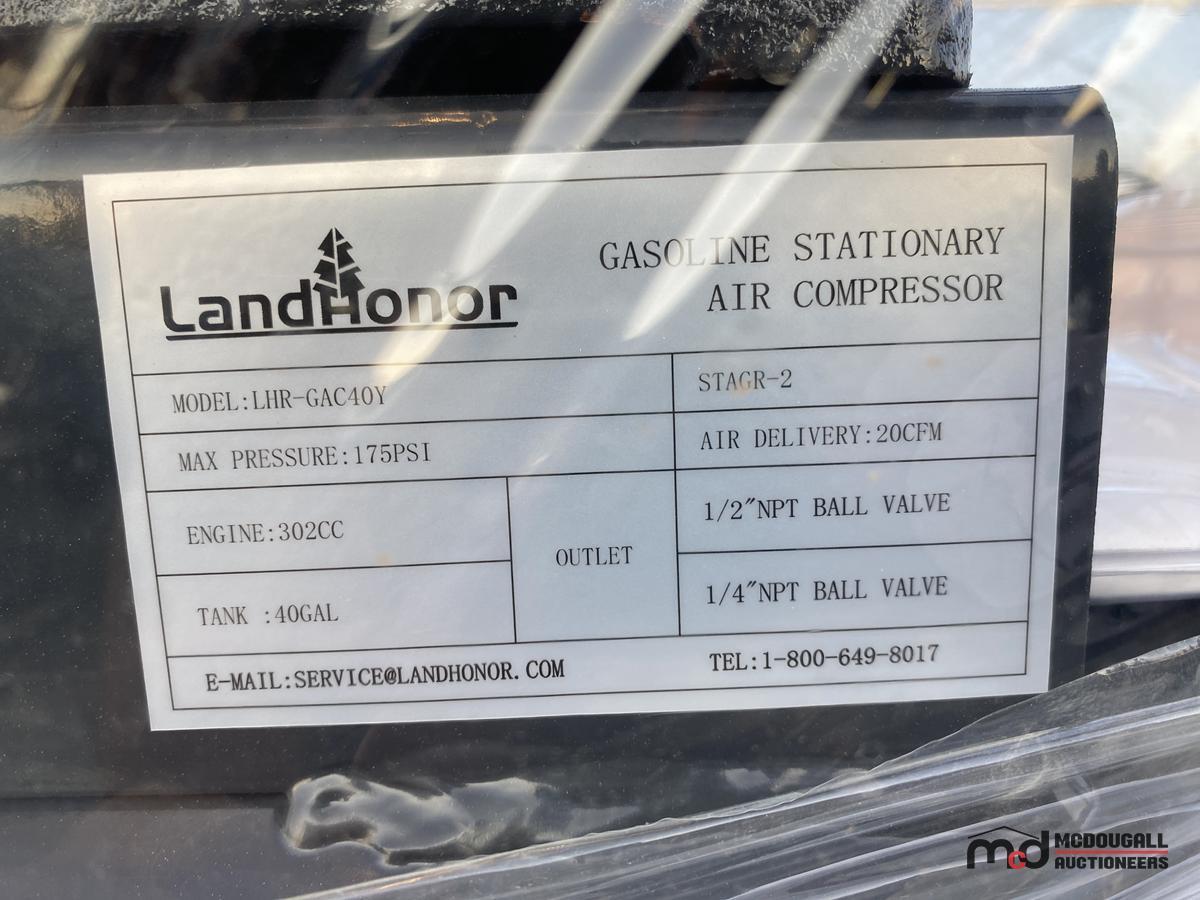 LandHonor
GASOLINE STATIONARY
AIR COMPRESSOR
MODEL:LHR-GAC40Y
STAGR-2
MAX PRESSURE:175PSI
AIR DELIVERY:20CFM
ENGINE:302CC
OUTLET
1/2"NPT BALL VALVE
TANK :40GAL
1/4"NPT BALL VALVE
E-MAIL:SERVICE@LANDHONOR.COM
TEL:1-800-649-8017
mcd
MCDOUGALL
AUCTIONEERS